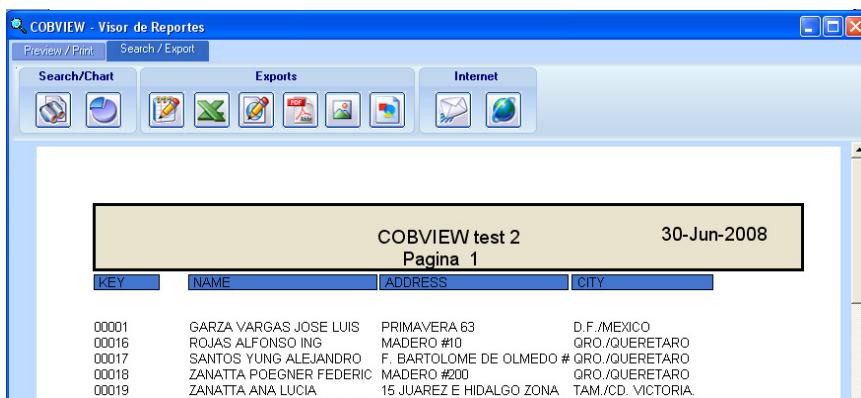 COBVIEW - Visor de Reportes
Preview / Print Search / Export
Search/Chart Exports Internet
PDF
COBVIEW test 2 30-Jun-2008
Pagina 1
KEY NAME ADDRESS CITY
00001 GARZA VARGAS JOSE LUIS PRIMAVERA 63 D.F./MEXICO
00016 ROJAS ALFONSO ING MADERO #10 QRO./QUERETARO
00017 SANTOS YUNG ALEJANDRO F. BARTOLOME DE OLMEDO # QRO./QUERETARO
00018 ZANATTA POEGNER FEDERIC MADERO #200 QRO./QUERETARO
00019 ZANATTA ANA LUCIA 15 JUAREZ E HIDALGO ZONA TAM./CD. VICTORIA.